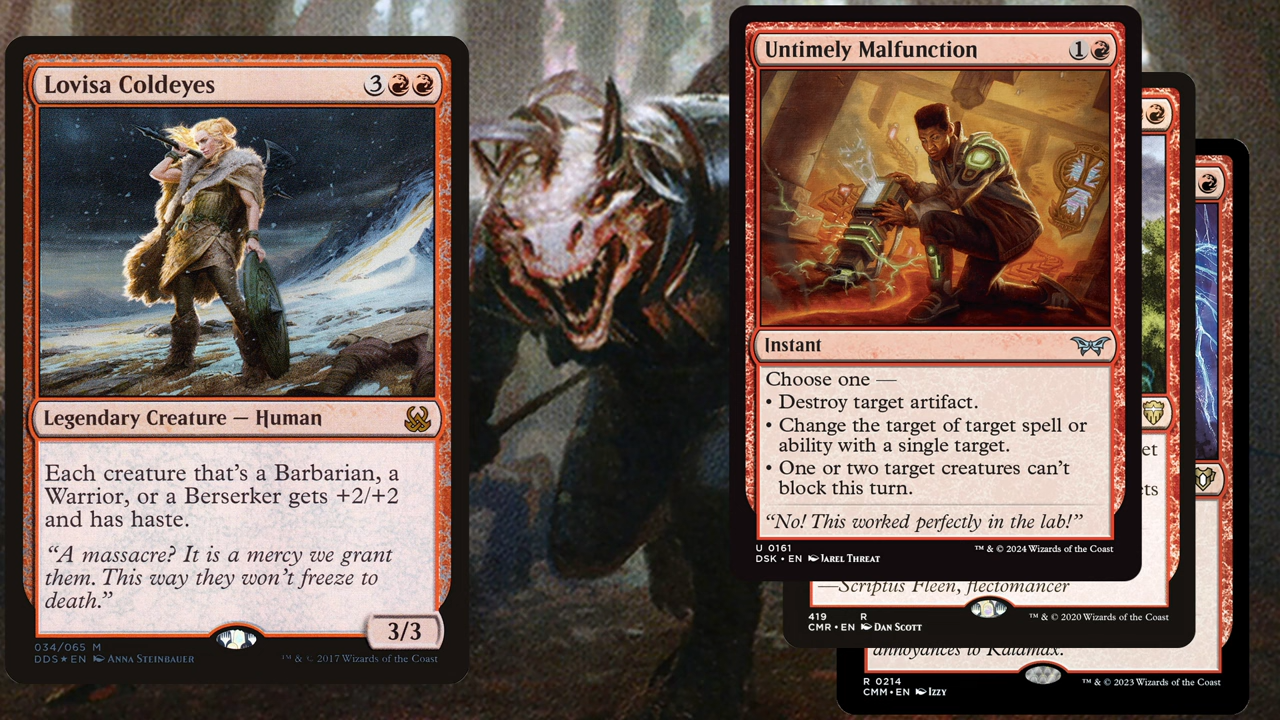 Lovisa Coldeyes 3
Legendary Creature — Human
Each creature that's a Barbarian, a
Warrior, or a Berserker gets +2/+2
and has haste.
“A massacre? It is a mercy we grant
them. This way they won't freeze to
death.”
3/3
034/065 M
DDS★EN Anna Steinbauer
™ & © 2017 Wizards of the Coast
Untimely Malfunction 1
Instant
Choose one —
• Destroy target artifact.
• Change the target of target spell or
ability with a single target.
• One or two target creatures can't
block this turn.
“No! This worked perfectly in the lab!”
U 0161
DSK • EN Jarel Threat
™ & © 2024 Wizards of the Coast
et
ets
—Scriptus Fleen, flectomancer
419 R
CMR • EN Dan Scott
™ & © 2020 Wizards of the Coast
annoyances to Kalamax.
R 0214
CMM • EN Izzy
™ & © 2023 Wizards of the Coast